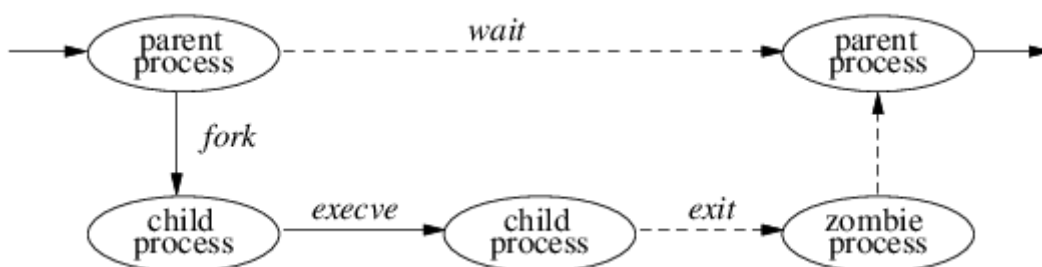 parent
process
wait
parent
process
fork
child
process
execve
child
process
exit
zombie
process